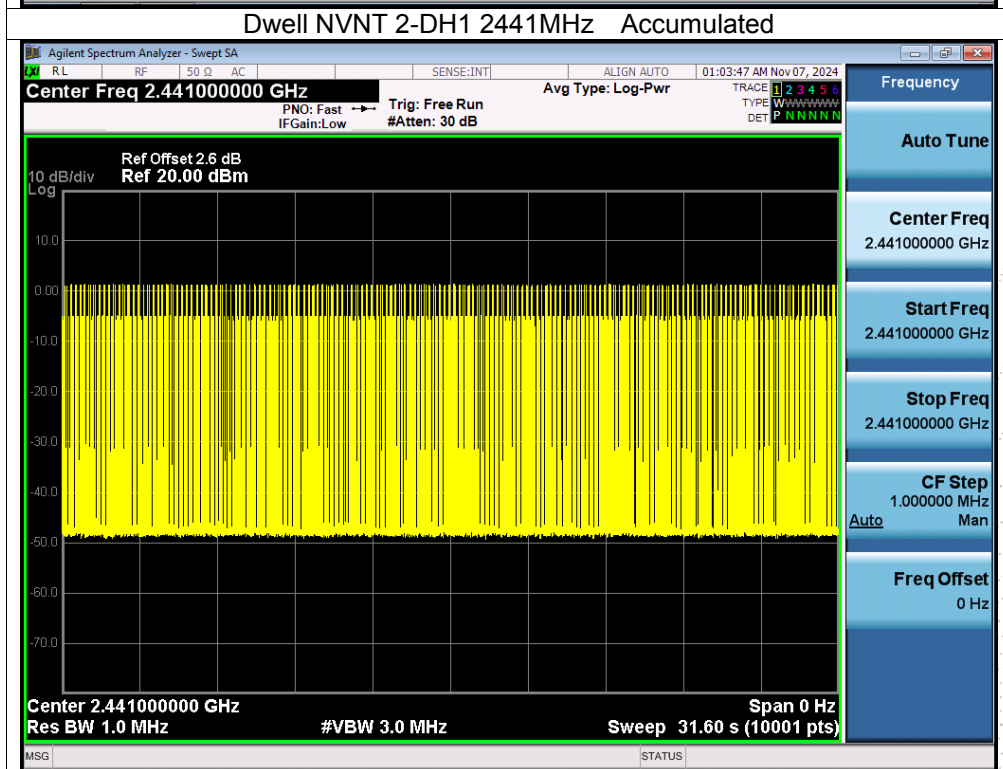 Dwell NVNT 2-DH1 2441MHz Accumulated
Agilent Spectrum Analyzer - Swept SA
LXI RL RF 50 Ω AC SENSE:INT ALIGN AUTO 01:03:47 AM Nov 07, 2024
Center Freq 2.441000000 GHz
PNO: Fast
IFGain:Low
Trig: Free Run
#Atten: 30 dB
Avg Type: Log-Pwr
TRACE 1 2 3 4 5 6
TYPE WWWWWWW
DET P N N N N N
Frequency
Auto Tune
Center Freq
2.441000000 GHz
Start Freq
2.441000000 GHz
Stop Freq
2.441000000 GHz
CF Step
1.000000 MHz
Auto Man
Freq Offset
0 Hz
Ref Offset 2.6 dB
10 dB/div Ref 20.00 dBm
Log
10.0
0.00
-10.0
-20.0
-30.0
-40.0
-50.0
-60.0
-70.0
Center 2.441000000 GHz Span 0 Hz
Res BW 1.0 MHz #VBW 3.0 MHz Sweep 31.60 s (10001 pts)
MSG STATUS